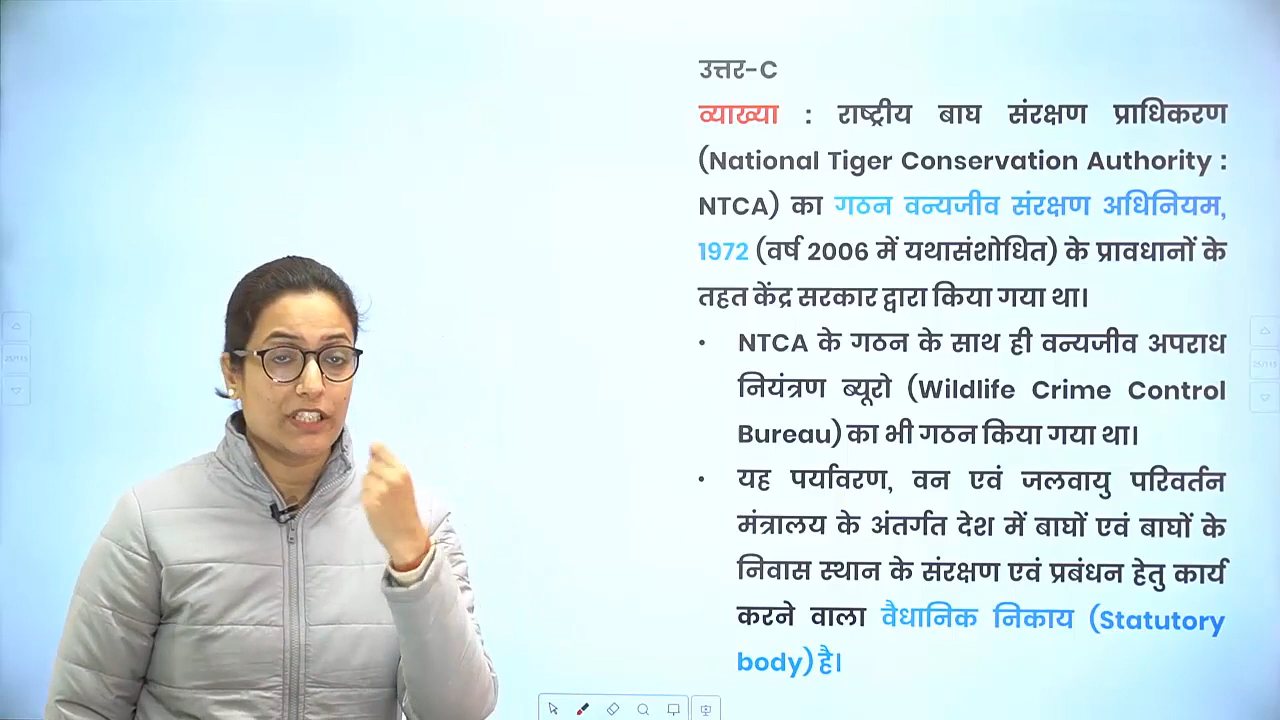 उत्तर-C
व्याख्या : राष्ट्रीय बाघ संरक्षण प्राधिकरण
(National Tiger Conservation Authority :
NTCA) का गठन वन्यजीव संरक्षण अधिनियम,
1972 (वर्ष 2006 में यथासंशोधित) के प्रावधानों के
तहत केंद्र सरकार द्वारा किया गया था।
• NTCA के गठन के साथ ही वन्यजीव अपराध
नियंत्रण ब्यूरो (Wildlife Crime Control
Bureau) का भी गठन किया गया था।
• यह पर्यावरण, वन एवं जलवायु परिवर्तन
मंत्रालय के अंतर्गत देश में बाघों एवं बाघों के
निवास स्थान के संरक्षण एवं प्रबंधन हेतु कार्य
करने वाला वैधानिक निकाय (Statutory
body) है।